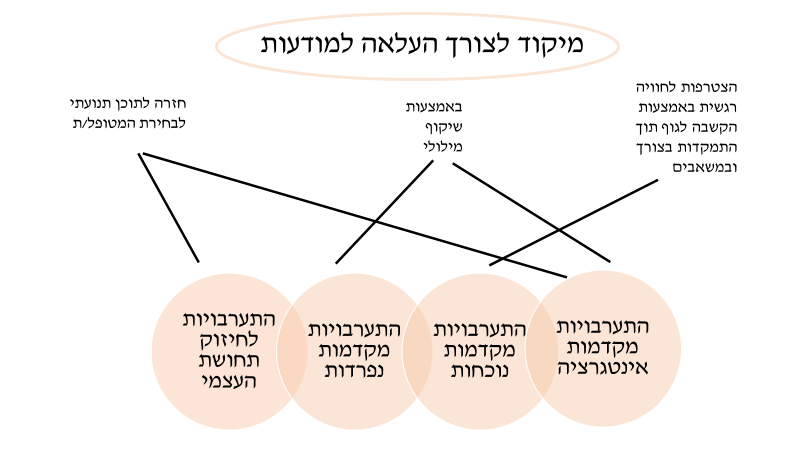 מיקוד לצורך העלאה למודעות
הצטרפות לחוויה
רגשית באמצעות
הקשבה לגוף תוך
התמקדות בצורך
ובמשאבים
באמצעות
שיקוף
מילולי
חזרה לתוכן תנועתי
לבחירת המטופל/ת
התערבויות
מקדמות
אינטגרציה
התערבויות
מקדמות
נוכחות
התערבויות
מקדמות
נפרדות
התערבויות
לחיזוק
תחושת
העצמי